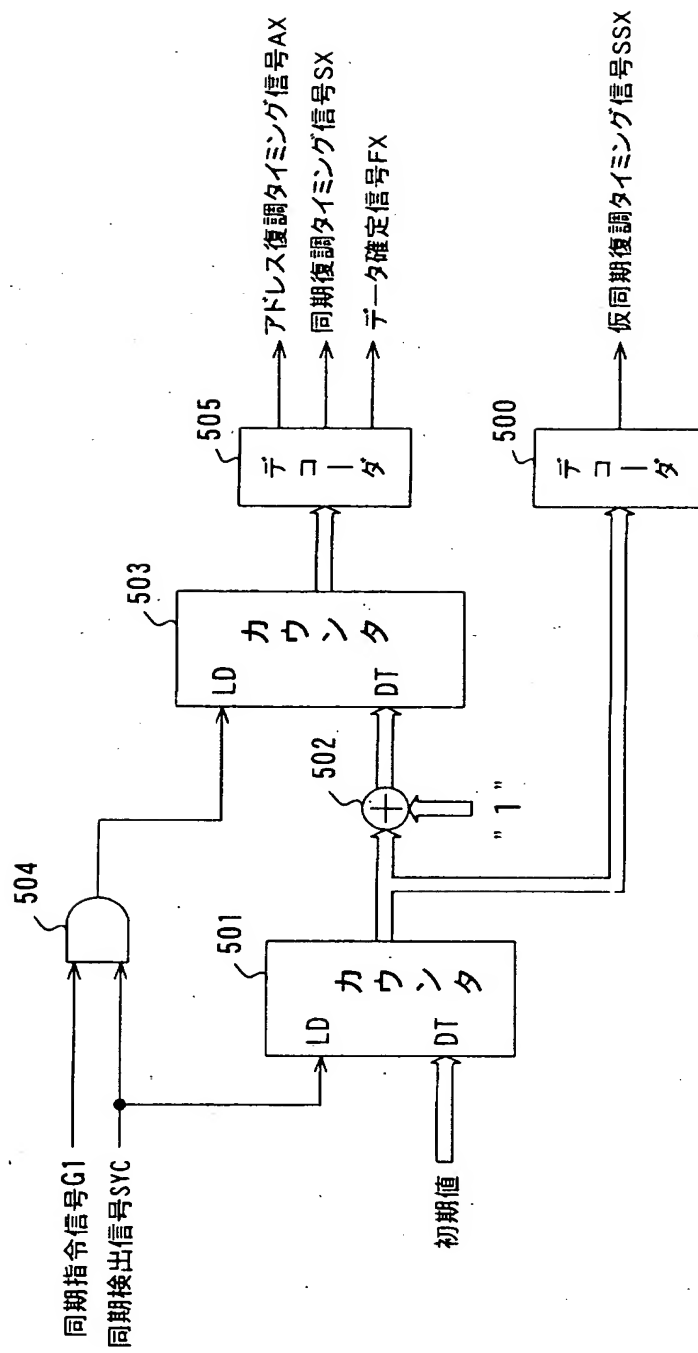 同期指令信号G1
同期検出信号SYC
504
初期値
501
LD
DT
カウンタ
502
"1"
503
LD
DT
カウンタ
505
デコーダ
アドレス復調タイミング信号AX
同期復調タイミング信号SX
データ確定信号FX
500
デコーダ
仮同期復調タイミング信号SSX